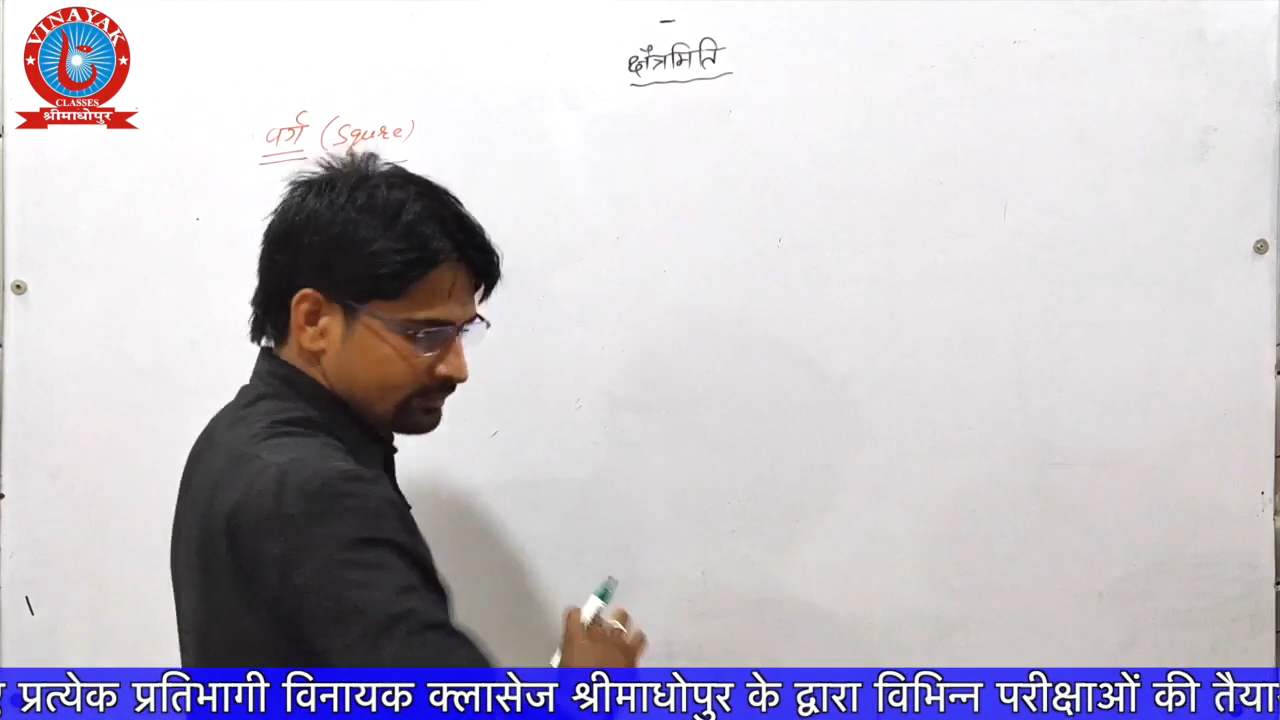 VINAYAK
CLASSES
श्रीमाधोपुर
क्षेत्रमिति
वर्ग (Squre)
प्रत्येक प्रतिभागी विनायक क्लासेज श्रीमाधोपुर के द्वारा विभिन्न परीक्षाओं की तैया